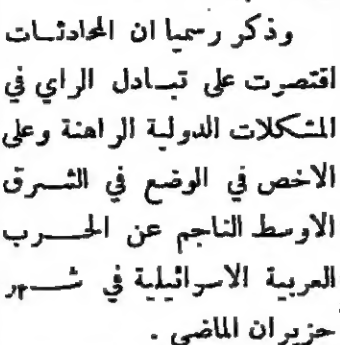 وذكر رسميا ان المحادثات
اقتصرت على تبادل الراي في
المشكلات الدولية الراهنة وعلى
الاخص في الوضع في الشرق
الاوسط الناجم عن الحرب
العربية الاسرائيلية في شهر
حزيران الماضي .